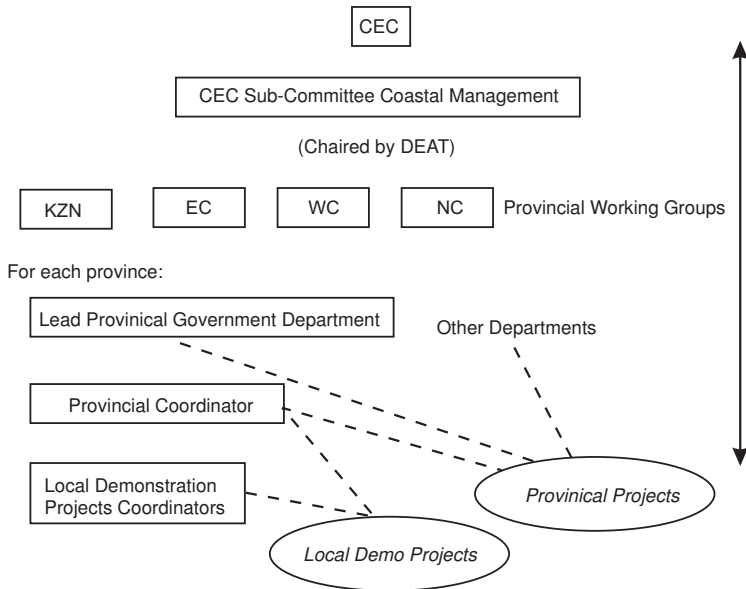 CEC
CEC Sub-Committee Coastal Management
(Chaired by DEAT)
KZN EC WC NC Provincial Working Groups
For each province:
Lead Provinical Government Department
Other Departments
Provincial Coordinator
Local Demonstration
Projects Coordinators
Provinical Projects
Local Demo Projects